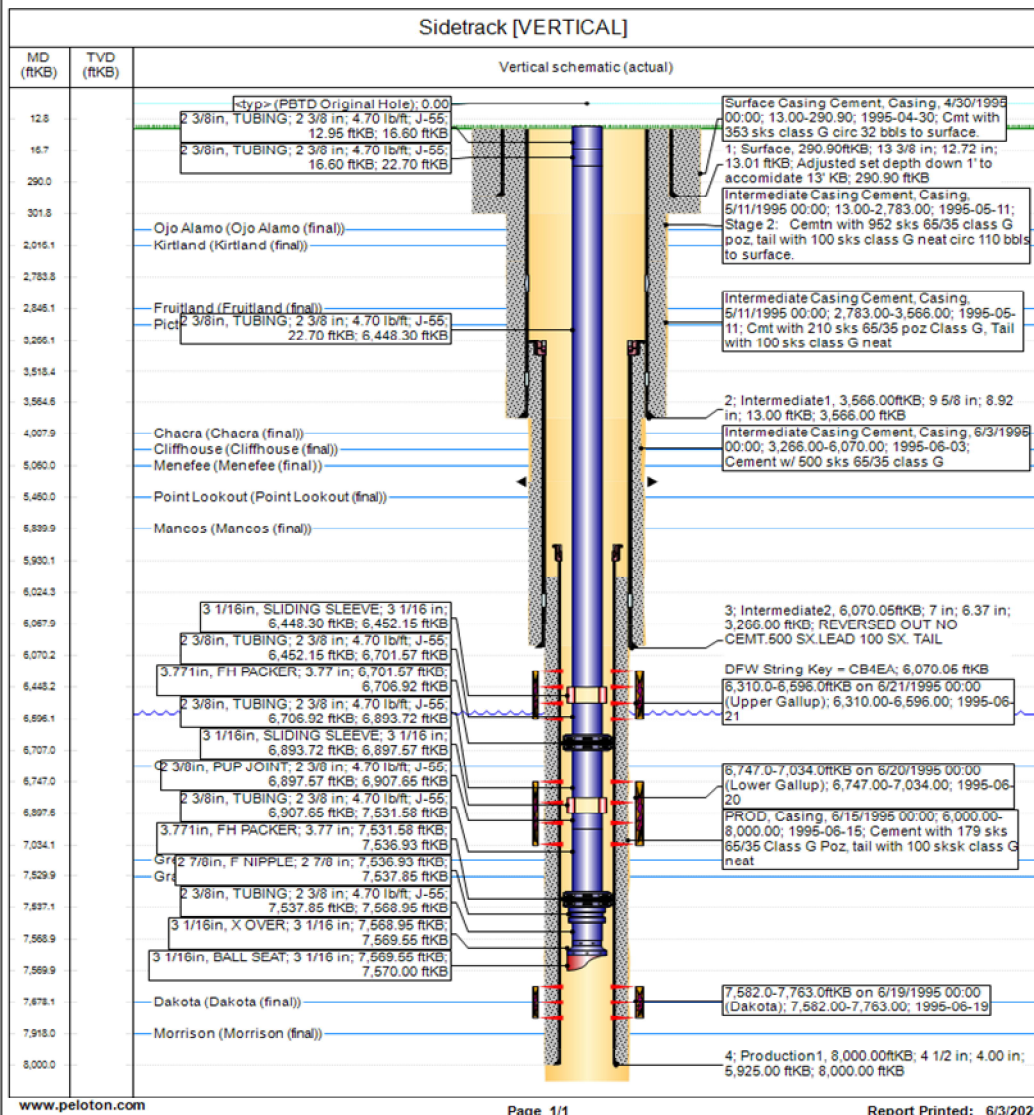 Sidetrack [VERTICAL]
MD
(ftKB)
TVD
(ftKB)
Vertical schematic (actual)
12.8
16.7
290.0
301.8
2,016.1
2,783.8
2,846.1
3,266.1
3,518.4
3,564.6
4,007.9
5,060.0
5,460.0
5,839.9
5,930.1
6,024.3
6,067.9
6,070.2
6,448.2
6,596.1
6,707.0
6,747.0
6,897.6
7,034.1
7,529.9
7,537.1
7,568.9
7,569.9
7,678.1
7,918.0
8,000.0
<typ> (PBTD Original Hole); 0.00
2 3/8in, TUBING; 2 3/8 in; 4.70 lb/ft; J-55;
12.95 ftKB; 16.60 ftKB
2 3/8in, TUBING; 2 3/8 in; 4.70 lb/ft; J-55;
16.60 ftKB; 22.70 ftKB
Ojo Alamo (Ojo Alamo (final))
Kirtland (Kirtland (final))
Fruitland (Fruitland (final))
Pict
2 3/8in, TUBING; 2 3/8 in; 4.70 lb/ft; J-55;
22.70 ftKB; 6,448.30 ftKB
Chacra (Chacra (final))
Cliffhouse (Cliffhouse (final))
Menefee (Menefee (final))
Point Lookout (Point Lookout (final))
Mancos (Mancos (final))
3 1/16in, SLIDING SLEEVE; 3 1/16 in;
6,448.30 ftKB; 6,452.15 ftKB
2 3/8in, TUBING; 2 3/8 in; 4.70 lb/ft; J-55;
6,452.15 ftKB; 6,701.57 ftKB
3.771in, FH PACKER; 3.77 in; 6,701.57 ftKB;
6,706.92 ftKB
2 3/8in, TUBING; 2 3/8 in; 4.70 lb/ft; J-55;
6,706.92 ftKB; 6,893.72 ftKB
3 1/16in, SLIDING SLEEVE; 3 1/16 in;
6,893.72 ftKB; 6,897.57 ftKB
2 3/8in, PUP JOINT; 2 3/8 in; 4.70 lb/ft; J-55;
6,897.57 ftKB; 6,907.65 ftKB
2 3/8in, TUBING; 2 3/8 in; 4.70 lb/ft; J-55;
6,907.65 ftKB; 7,531.58 ftKB
3.771in, FH PACKER; 3.77 in; 7,531.58 ftKB;
7,536.93 ftKB
Gre
2 7/8in, F NIPPLE; 2 7/8 in; 7,536.93 ftKB;
7,537.85 ftKB
Gra
2 3/8in, TUBING; 2 3/8 in; 4.70 lb/ft; J-55;
7,537.85 ftKB; 7,568.95 ftKB
3 1/16in, X OVER; 3 1/16 in; 7,568.95 ftKB;
7,569.55 ftKB
3 1/16in, BALL SEAT; 3 1/16 in; 7,569.55 ftKB;
7,570.00 ftKB
Dakota (Dakota (final))
Morrison (Morrison (final))
Surface Casing Cement, Casing, 4/30/1995
00:00; 13.00-290.90; 1995-04-30; Cmt with
353 sks class G circ 32 bbls to surface.
1; Surface, 290.90ftKB; 13 3/8 in; 12.72 in;
13.01 ftKB; Adjusted set depth down 1' to
accomidate 13' KB; 290.90 ftKB
Intermediate Casing Cement, Casing,
5/11/1995 00:00; 13.00-2,783.00; 1995-05-11;
Stage 2: Cemtn with 952 sks 65/35 class G
poz, tail with 100 sks class G neat circ 110 bbls
to surface.
Intermediate Casing Cement, Casing,
5/11/1995 00:00; 2,783.00-3,566.00; 1995-05-
11; Cmt with 210 sks 65/35 poz Class G, Tail
with 100 sks class G neat
2; Intermediate1, 3,566.00ftKB; 9 5/8 in; 8.92
in; 13.00 ftKB; 3,566.00 ftKB
Intermediate Casing Cement, Casing, 6/3/1995
00:00; 3,266.00-6,070.00; 1995-06-03;
Cement w/ 500 sks 65/35 class G
3; Intermediate2, 6,070.05ftKB; 7 in; 6.37 in;
3,266.00 ftKB; REVERSED OUT NO
CEMT.500 SX.LEAD 100 SX. TAIL
DFW String Key = CB4EA; 6,070.05 ftKB
6,310.0-6,596.0ftKB on 6/21/1995 00:00
(Upper Gallup); 6,310.00-6,596.00; 1995-06-
21
6,747.0-7,034.0ftKB on 6/20/1995 00:00
(Lower Gallup); 6,747.00-7,034.00; 1995-06-
20
PROD, Casing, 6/15/1995 00:00; 6,000.00-
8,000.00; 1995-06-15; Cement with 179 sks
65/35 Class G Poz, tail with 100 sksk class G
neat
7,582.0-7,763.0ftKB on 6/19/1995 00:00
(Dakota); 7,582.00-7,763.00; 1995-06-19
4; Production1, 8,000.00ftKB; 4 1/2 in; 4.00 in;
5,925.00 ftKB; 8,000.00 ftKB
www.peloton.com
Page 1/1
Report Printed: 6/3/202